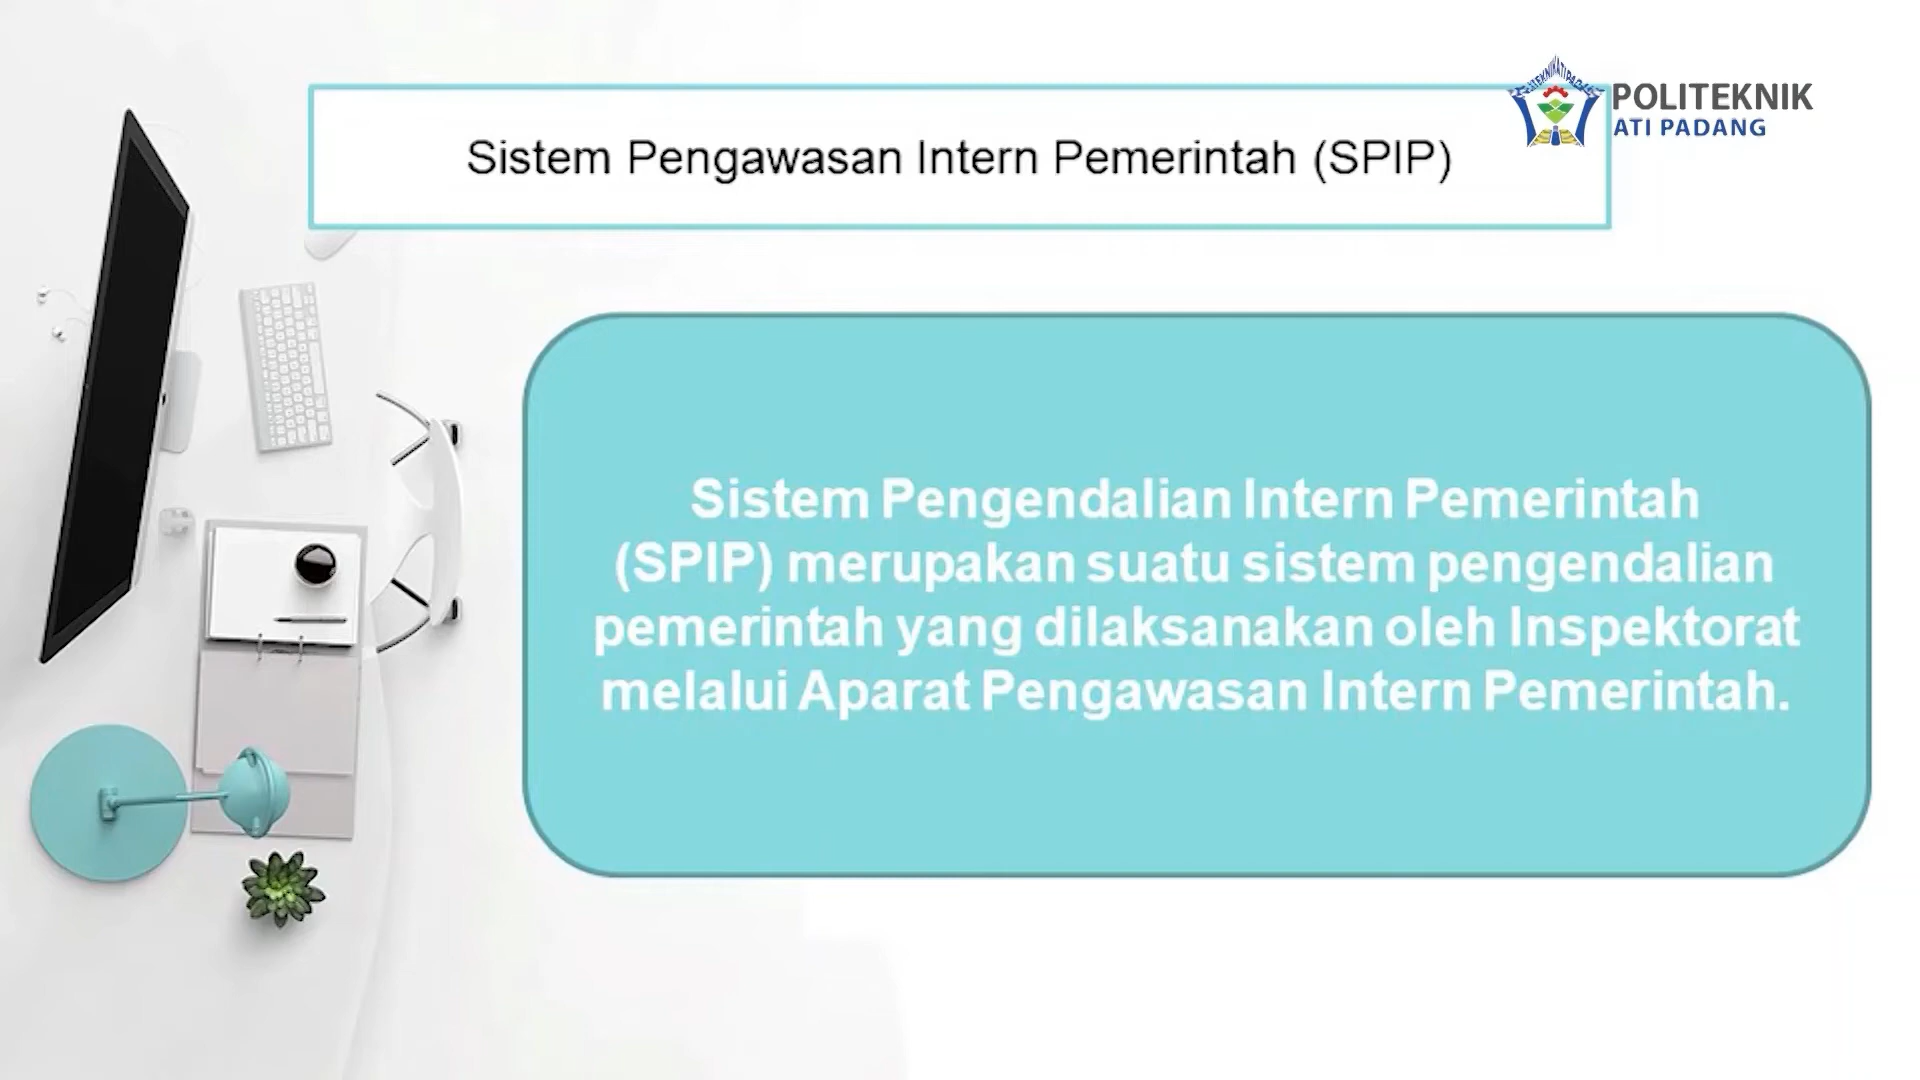 POLITEKNIK
ATI PADANG
Sistem Pengawasan Intern Pemerintah (SPIP)
Sistem Pengendalian Intern Pemerintah
(SPIP) merupakan suatu sistem pengendalian
pemerintah yang dilaksanakan oleh Inspektorat
melalui Aparat Pengawasan Intern Pemerintah.